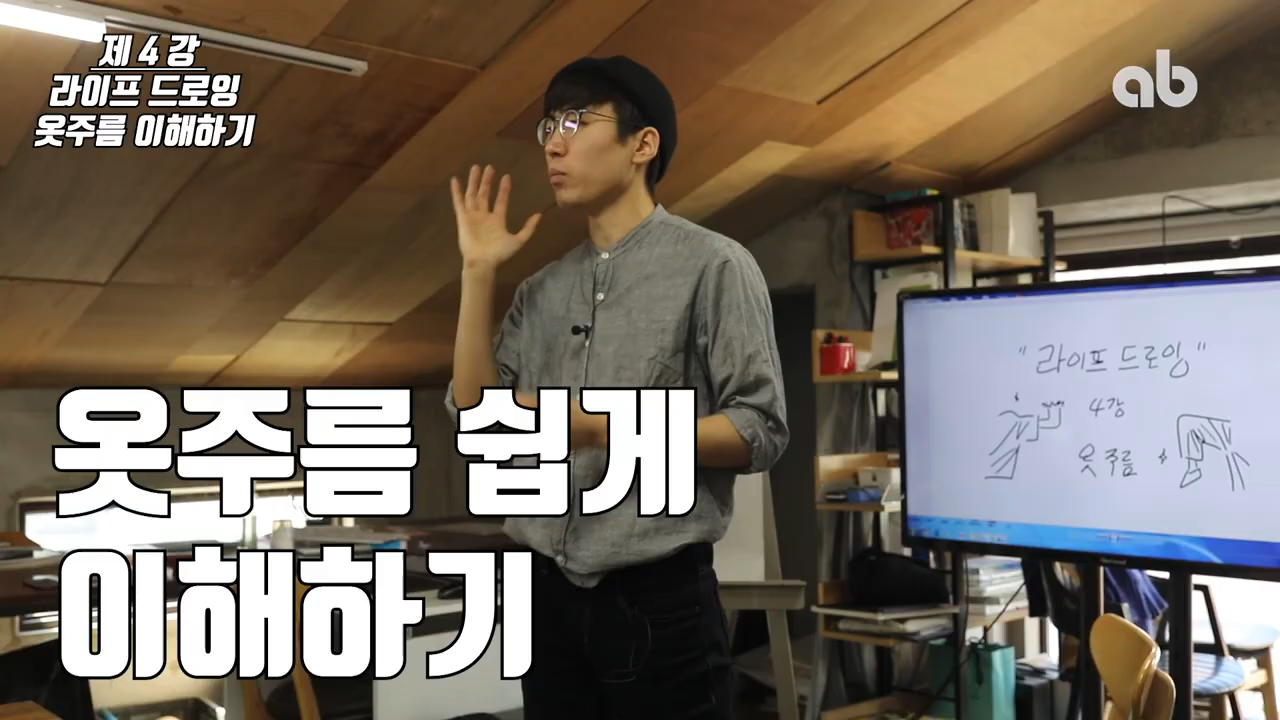 제 4 강
라이프 드로잉
옷주름 이해하기
ab
"라이프 드로잉"
4강
옷주름
옷주름 쉽게
이해하기